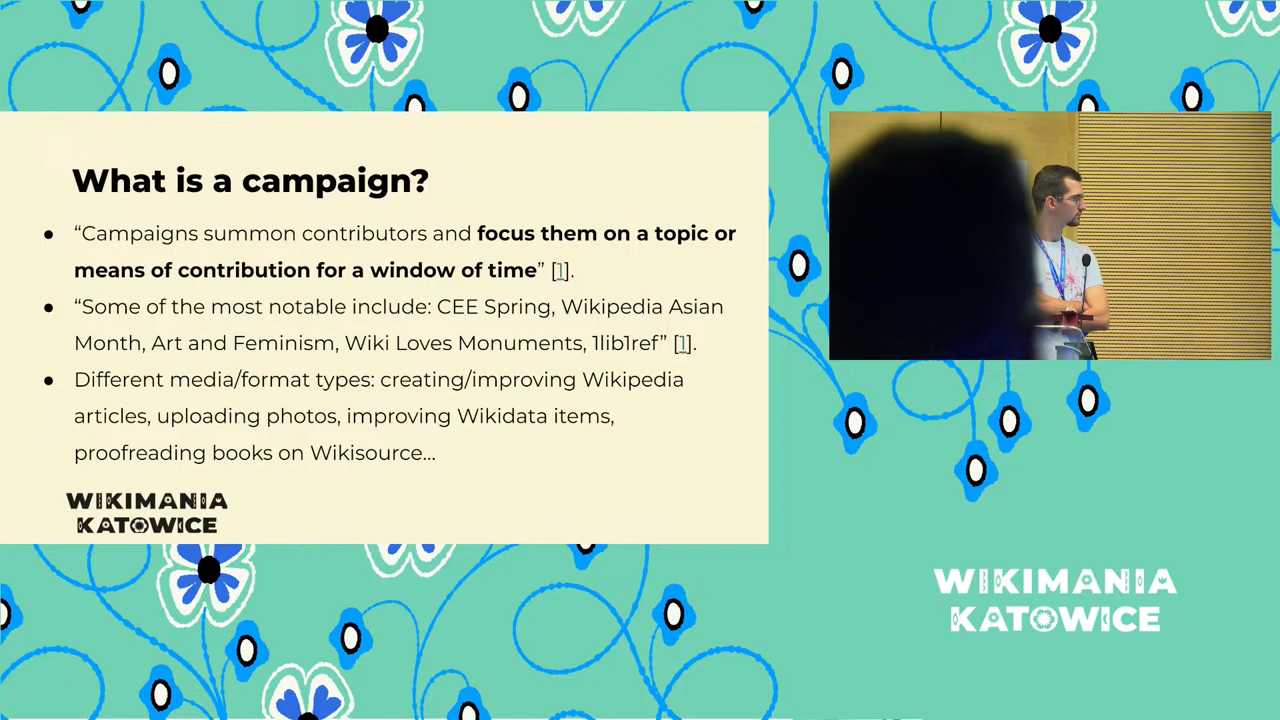 What is a campaign?
● “Campaigns summon contributors and focus them on a topic or
means of contribution for a window of time” [1].
● “Some of the most notable include: CEE Spring, Wikipedia Asian
Month, Art and Feminism, Wiki Loves Monuments, 1lib1ref” [1].
● Different media/format types: creating/improving Wikipedia
articles, uploading photos, improving Wikidata items,
proofreading books on Wikisource...
WIKIMANIA
KATOWICE
WIKIMANIA
KATOWICE